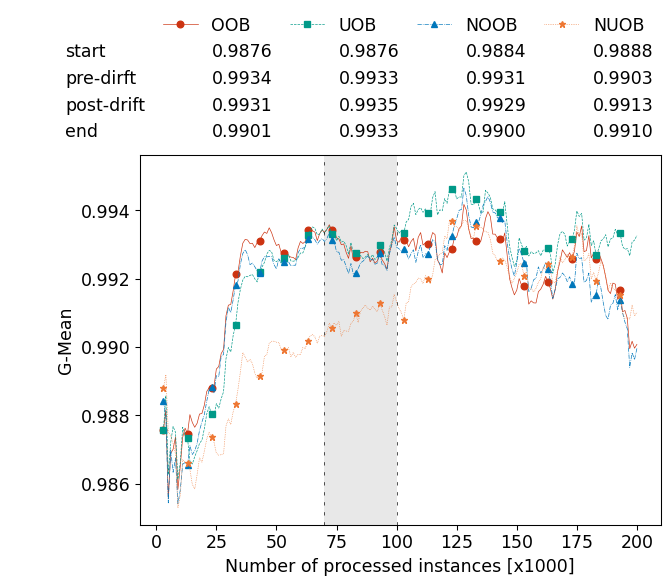 OOB UOB NOOB NUOB
start 0.9876 0.9876 0.9884 0.9888
pre-dirft 0.9934 0.9933 0.9931 0.9903
post-drift 0.9931 0.9935 0.9929 0.9913
end 0.9901 0.9933 0.9900 0.9910
0.994
0.992
0.990
0.988
0.986
G-Mean
0 25 50 75 100 125 150 175 200
Number of processed instances [x1000]